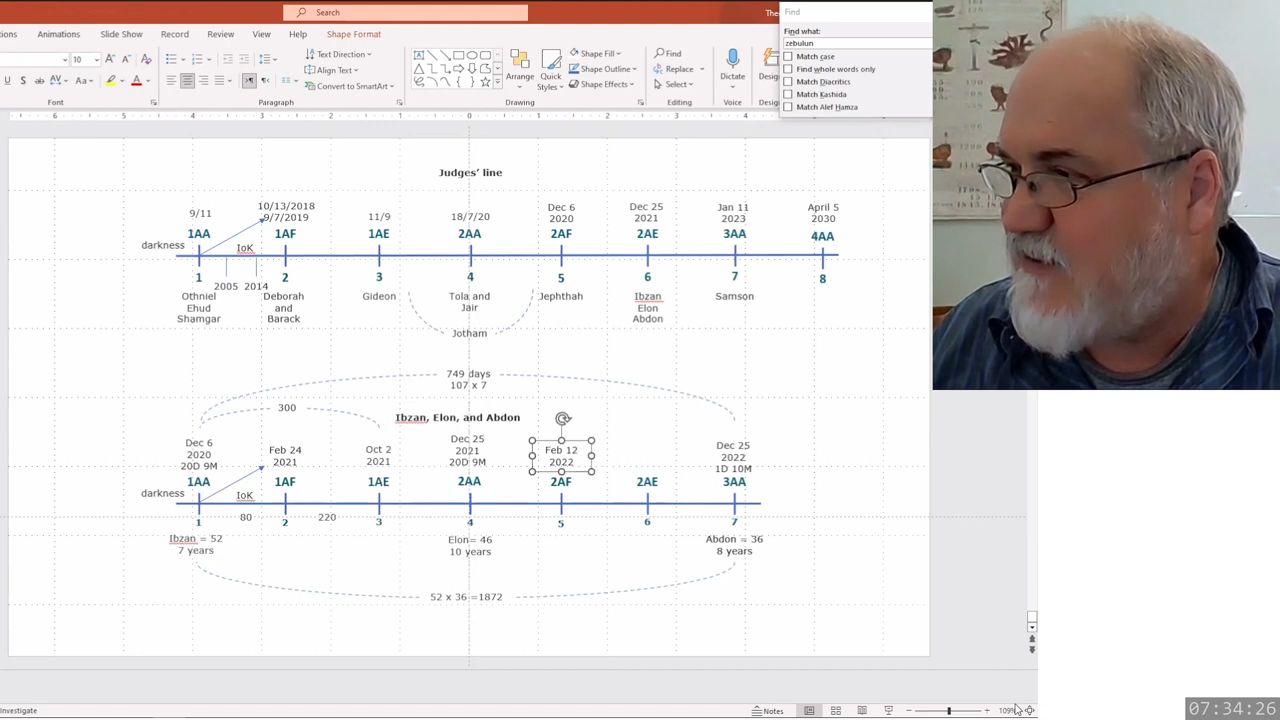 Search
The
Find
tions
Animations
Slide Show
Record
Review
View
Help
Shape Format
Find what:
zebulun
Match case
Find whole words only
Match Diacritics
Match Kashida
Match Alef Hamza
10
Text Direction
Align Text
Convert to SmartArt
Arrange
Quick
Styles
Shape Fill
Shape Outline
Shape Effects
Find
Replace
Select
Dictate
Design
Font
Paragraph
Drawing
Editing
Voice
Desig
Judges' line
9/11
10/13/2018
9/7/2019
11/9
18/7/20
Dec 6
2020
Dec 25
2021
Jan 11
2023
April 5
2030
1AA
1AF
1AE
2AA
2AF
2AE
3AA
4AA
darkness
IoK
1
2
3
4
5
6
7
8
2005
2014
Othniel
Ehud
Shamgar
Deborah
and
Barack
Gideon
Tola and
Jair
Jephthah
Ibzan
Elon
Abdon
Samson
Jotham
749 days
107 x 7
300
Ibzan, Elon, and Abdon
Dec 6
2020
20D 9M
Feb 24
2021
Oct 2
2021
Dec 25
2021
20D 9M
Feb 12
2022
Dec 25
2022
1D 10M
1AA
1AF
1AE
2AA
2AF
2AE
3AA
darkness
IoK
80
220
1
2
3
4
5
6
7
Ibzan = 52
7 years
Elon= 46
10 years
Abdon = 36
8 years
52 x 36 =1872
Investigate
Notes
109%
07:34:26